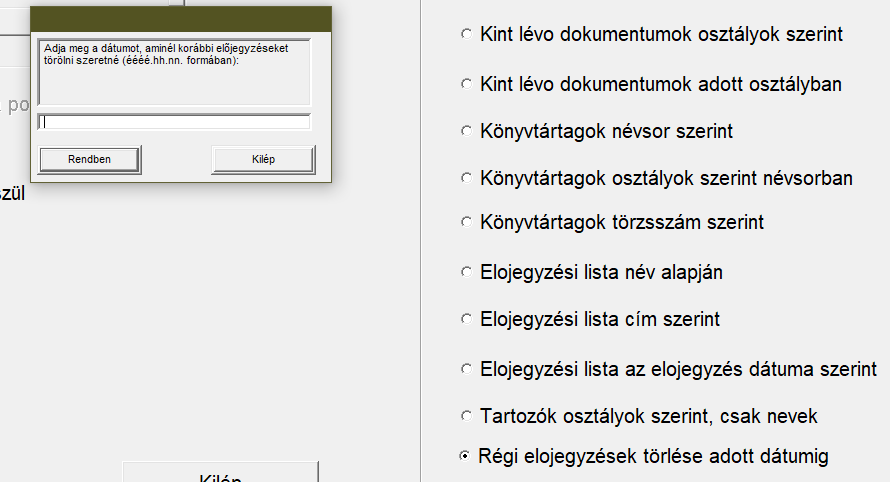 Adja meg a dátumot, aminél korábbi előjegyzéseket
törölni szeretné (éééé.hh.nn. formában):
Rendben
Kilép
po
szül
Kilép
Kint lévo dokumentumok osztályok szerint
Kint lévo dokumentumok adott osztályban
Könyvtártagok névsor szerint
Könyvtártagok osztályok szerint névsorban
Könyvtártagok törzsszám szerint
Elojegyzési lista név alapján
Elojegyzési lista cím szerint
Elojegyzési lista az elojegyzés dátuma szerint
Tartozók osztályok szerint, csak nevek
Régi elojegyzések törlése adott dátumig